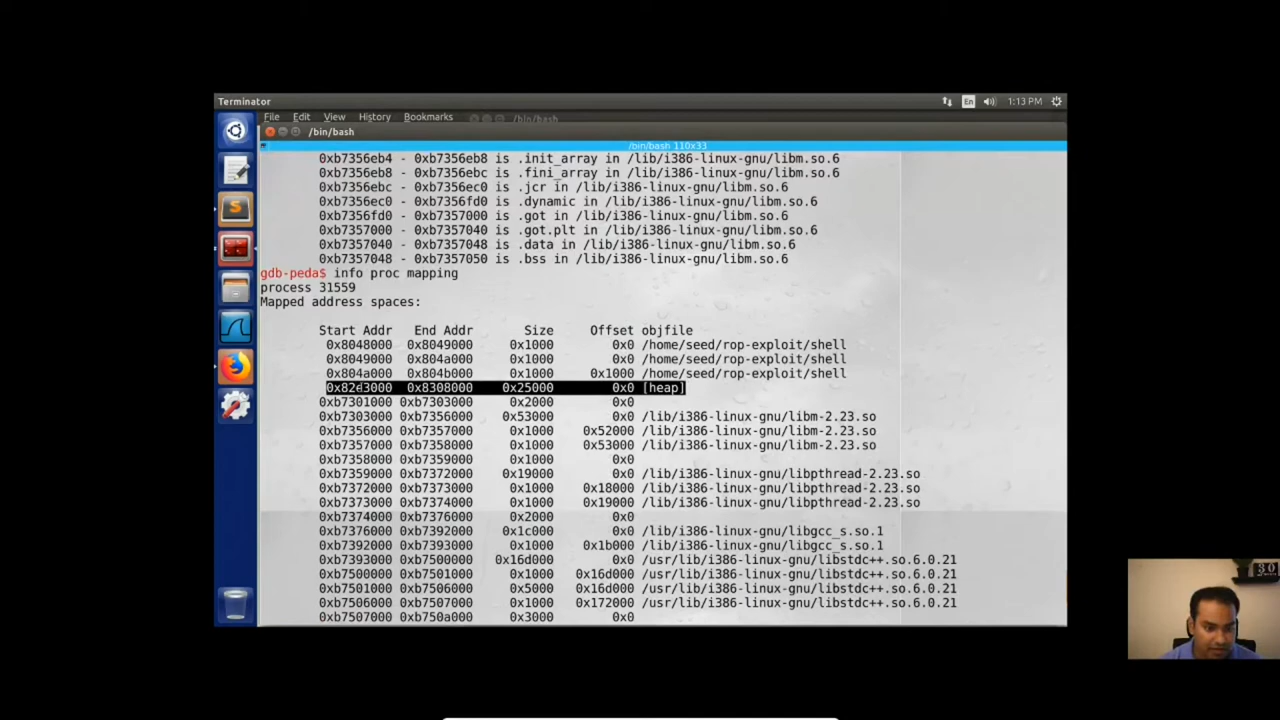 Terminator
En
1:13 PM
File Edit View History Bookmarks
/bin/bash
/bin/bash
/bin/bash 110x33
0xb7356eb4 - 0xb7356eb8 is .init_array in /lib/i386-linux-gnu/libm.so.6
0xb7356eb8 - 0xb7356ebc is .fini_array in /lib/i386-linux-gnu/libm.so.6
0xb7356ebc - 0xb7356ec0 is .jcr in /lib/i386-linux-gnu/libm.so.6
0xb7356ec0 - 0xb7356fd0 is .dynamic in /lib/i386-linux-gnu/libm.so.6
0xb7356fd0 - 0xb7357000 is .got in /lib/i386-linux-gnu/libm.so.6
0xb7357000 - 0xb7357040 is .got.plt in /lib/i386-linux-gnu/libm.so.6
0xb7357040 - 0xb7357048 is .data in /lib/i386-linux-gnu/libm.so.6
0xb7357048 - 0xb7357050 is .bss in /lib/i386-linux-gnu/libm.so.6
gdb-peda$ info proc mapping
process 31559
Mapped address spaces:
Start Addr End Addr Size Offset objfile
0x8048000 0x8049000 0x1000 0x0 /home/seed/rop-exploit/shell
0x8049000 0x804a000 0x1000 0x0 /home/seed/rop-exploit/shell
0x804a000 0x804b000 0x1000 0x1000 /home/seed/rop-exploit/shell
0x8308000 0x25000 0x0 [heap]
0xb7301000 0xb7303000 0x2000 0x0
0xb7303000 0xb7356000 0x53000 0x0 /lib/i386-linux-gnu/libm-2.23.so
0xb7356000 0xb7357000 0x1000 0x52000 /lib/i386-linux-gnu/libm-2.23.so
0xb7357000 0xb7358000 0x1000 0x53000 /lib/i386-linux-gnu/libm-2.23.so
0xb7358000 0xb7359000 0x1000 0x0
0xb7359000 0xb7372000 0x19000 0x0 /lib/i386-linux-gnu/libpthread-2.23.so
0xb7372000 0xb7373000 0x1000 0x18000 /lib/i386-linux-gnu/libpthread-2.23.so
0xb7373000 0xb7374000 0x1000 0x19000 /lib/i386-linux-gnu/libpthread-2.23.so
0xb7374000 0xb7376000 0x2000 0x0
0xb7376000 0xb7392000 0x1c000 0x0 /lib/i386-linux-gnu/libgcc_s.so.1
0xb7392000 0xb7393000 0x1000 0x1b000 /lib/i386-linux-gnu/libgcc_s.so.1
0xb7393000 0xb7500000 0x16d000 0x0 /usr/lib/i386-linux-gnu/libstdc++.so.6.0.21
0xb7500000 0xb7501000 0x1000 0x16d000 /usr/lib/i386-linux-gnu/libstdc++.so.6.0.21
0xb7501000 0xb7506000 0x5000 0x16d000 /usr/lib/i386-linux-gnu/libstdc++.so.6.0.21
0xb7506000 0xb7507000 0x1000 0x172000 /usr/lib/i386-linux-gnu/libstdc++.so.6.0.21
0xb7507000 0xb750a000 0x3000 0x0
30